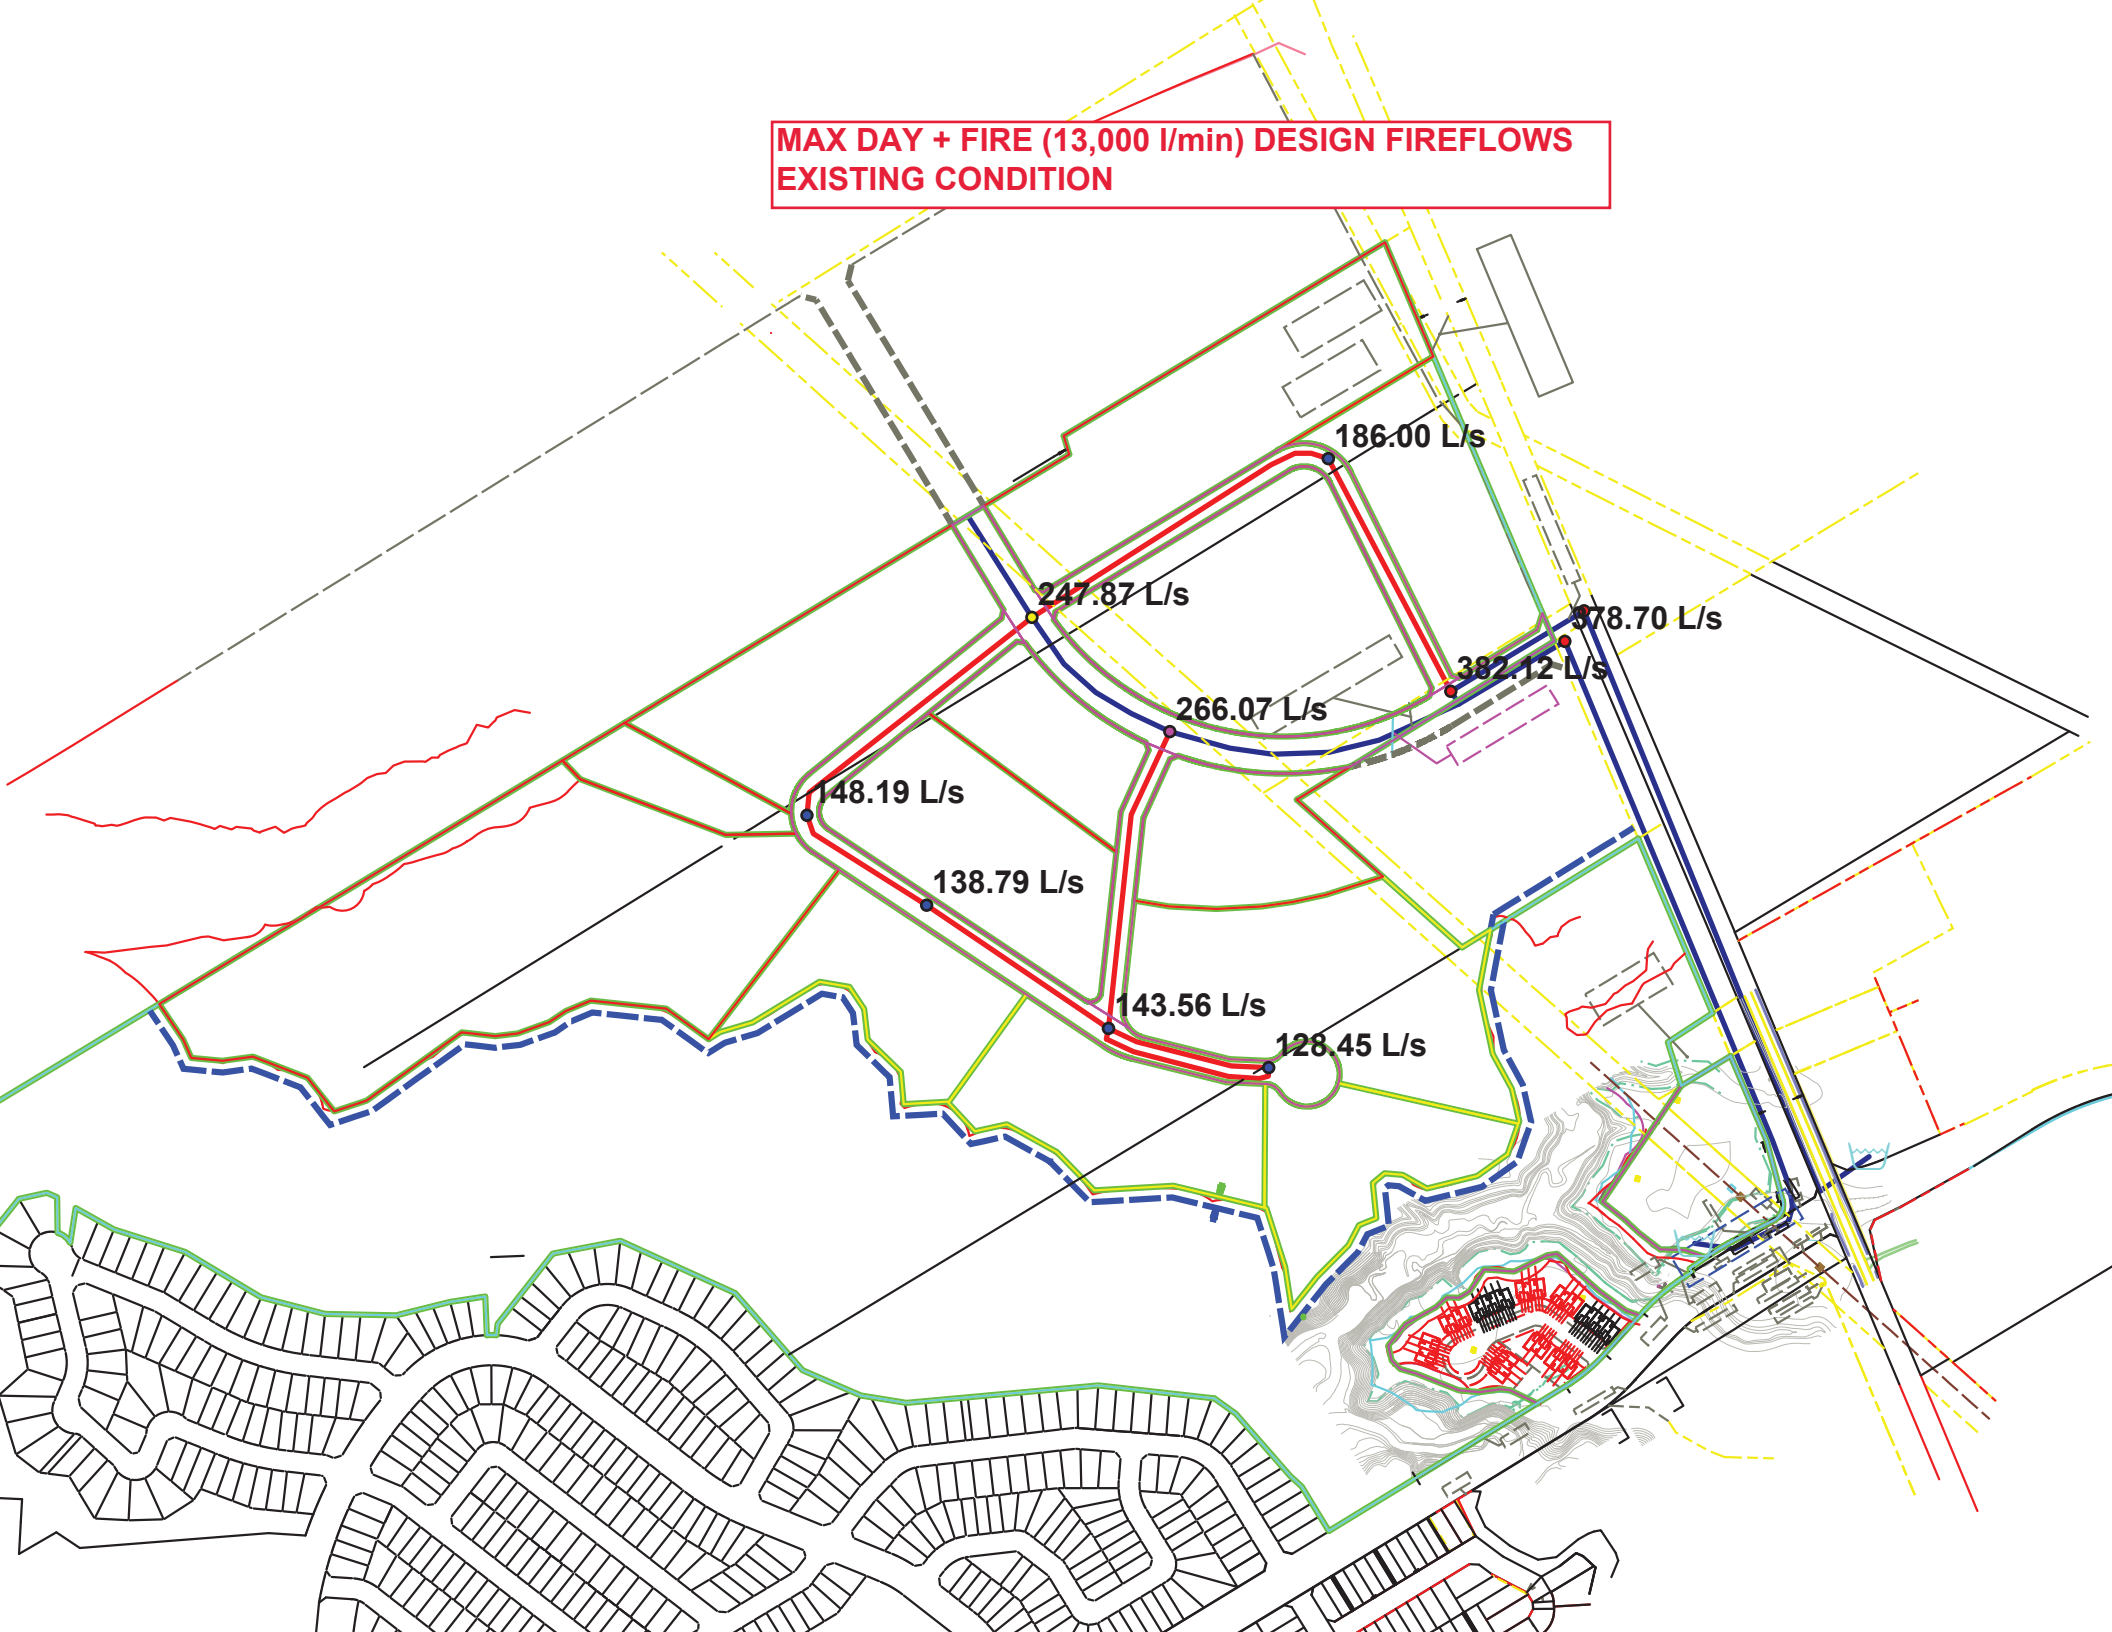 MAX DAY + FIRE (13,000 l/min) DESIGN FIREFLOWS
EXISTING CONDITION
186.00 L/s
247.87 L/s
378.70 L/s
382.12 L/s
266.07 L/s
148.19 L/s
138.79 L/s
143.56 L/s
128.45 L/s